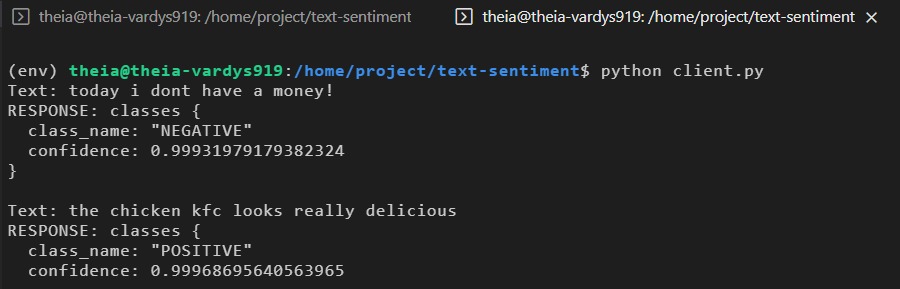 theia@theia-vardys919: /home/project/text-sentiment theia@theia-vardys919: /home/project/text-sentiment ×
(env) theia@theia-vardys919:/home/project/text-sentiment$ python client.py
Text: today i dont have a money!
RESPONSE: classes {
  class_name: "NEGATIVE"
  confidence: 0.99931979179382324
}
Text: the chicken kfc looks really delicious
RESPONSE: classes {
  class_name: "POSITIVE"
  confidence: 0.99968695640563965